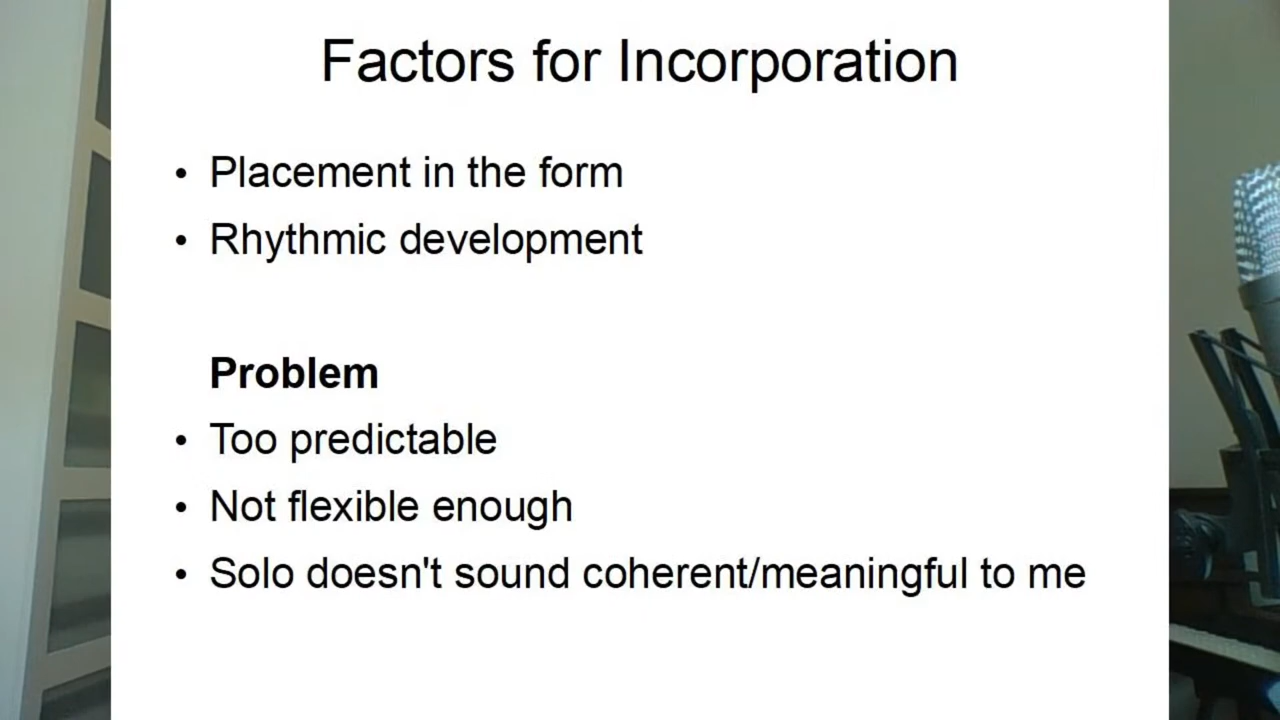 Factors for Incorporation
• Placement in the form
• Rhythmic development
Problem
• Too predictable
• Not flexible enough
• Solo doesn't sound coherent/meaningful to me